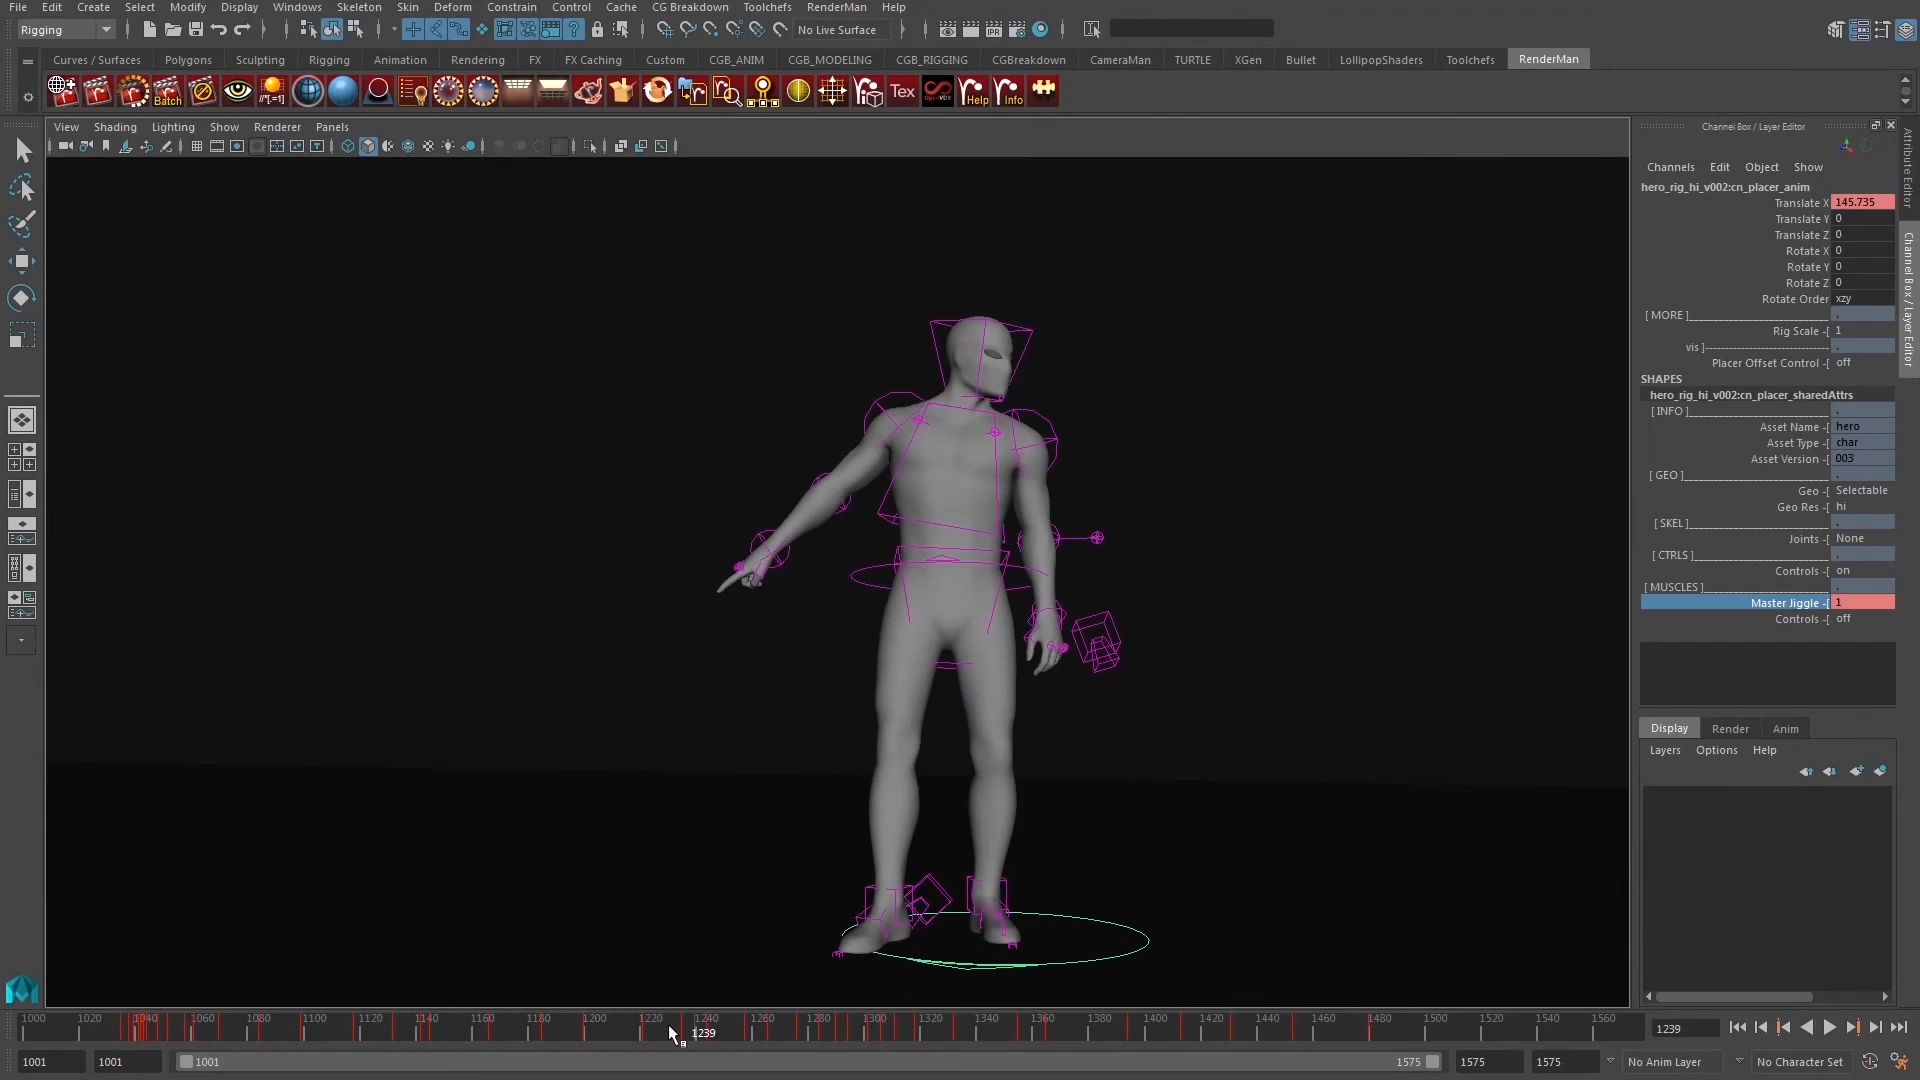 File Edit Create Select Modify Display Windows Skeleton Skin Deform Constrain Control Cache CG Breakdown Toolchefs RenderMan Help
Rigging No Live Surface
Curves / Surfaces Polygons Sculpting Rigging Animation Rendering FX FX Caching Custom CGB_ANIM CGB_MODELING CGB_RIGGING CGBreakdown CameraMan TURTLE XGen Bullet LollipopShaders Toolchefs RenderMan
Batch Tex Help Info
View Shading Lighting Show Renderer Panels
Channel Box / Layer Editor
Channels Edit Object Show
hero_rig_hi_v002:cn_placer_anim
Translate X 145.735
Translate Y 0
Translate Z 0
Rotate X 0
Rotate Y 0
Rotate Z 0
Rotate Order xzy
[ MORE ]
Rig Scale -[ 1
vis ]
Placer Offset Control -[ off
SHAPES
hero_rig_hi_v002:cn_placer_sharedAttrs
[ INFO ]
Asset Name -[ hero
Asset Type -[ char
Asset Version -[ 003
[ GEO ]
Geo -[ Selectable
Geo Res -[ hi
[ SKEL ]
Joints -[ None
[ CTRLS ]
Controls -[ on
[ MUSCLES ]
Master Jiggle -[ 1
Controls -[ off
Attribute Editor
Channel Box / Layer Editor
Display Render Anim
Layers Options Help
1000 1020 1040 1060 1080 1100 1120 1140 1160 1180 1200 1220 1240 1260 1280 1300 1320 1340 1360 1380 1400 1420 1440 1460 1480 1500 1520 1540 1560
1239
1239
1001 1001 1001 1575 1575 1575 No Anim Layer No Character Set